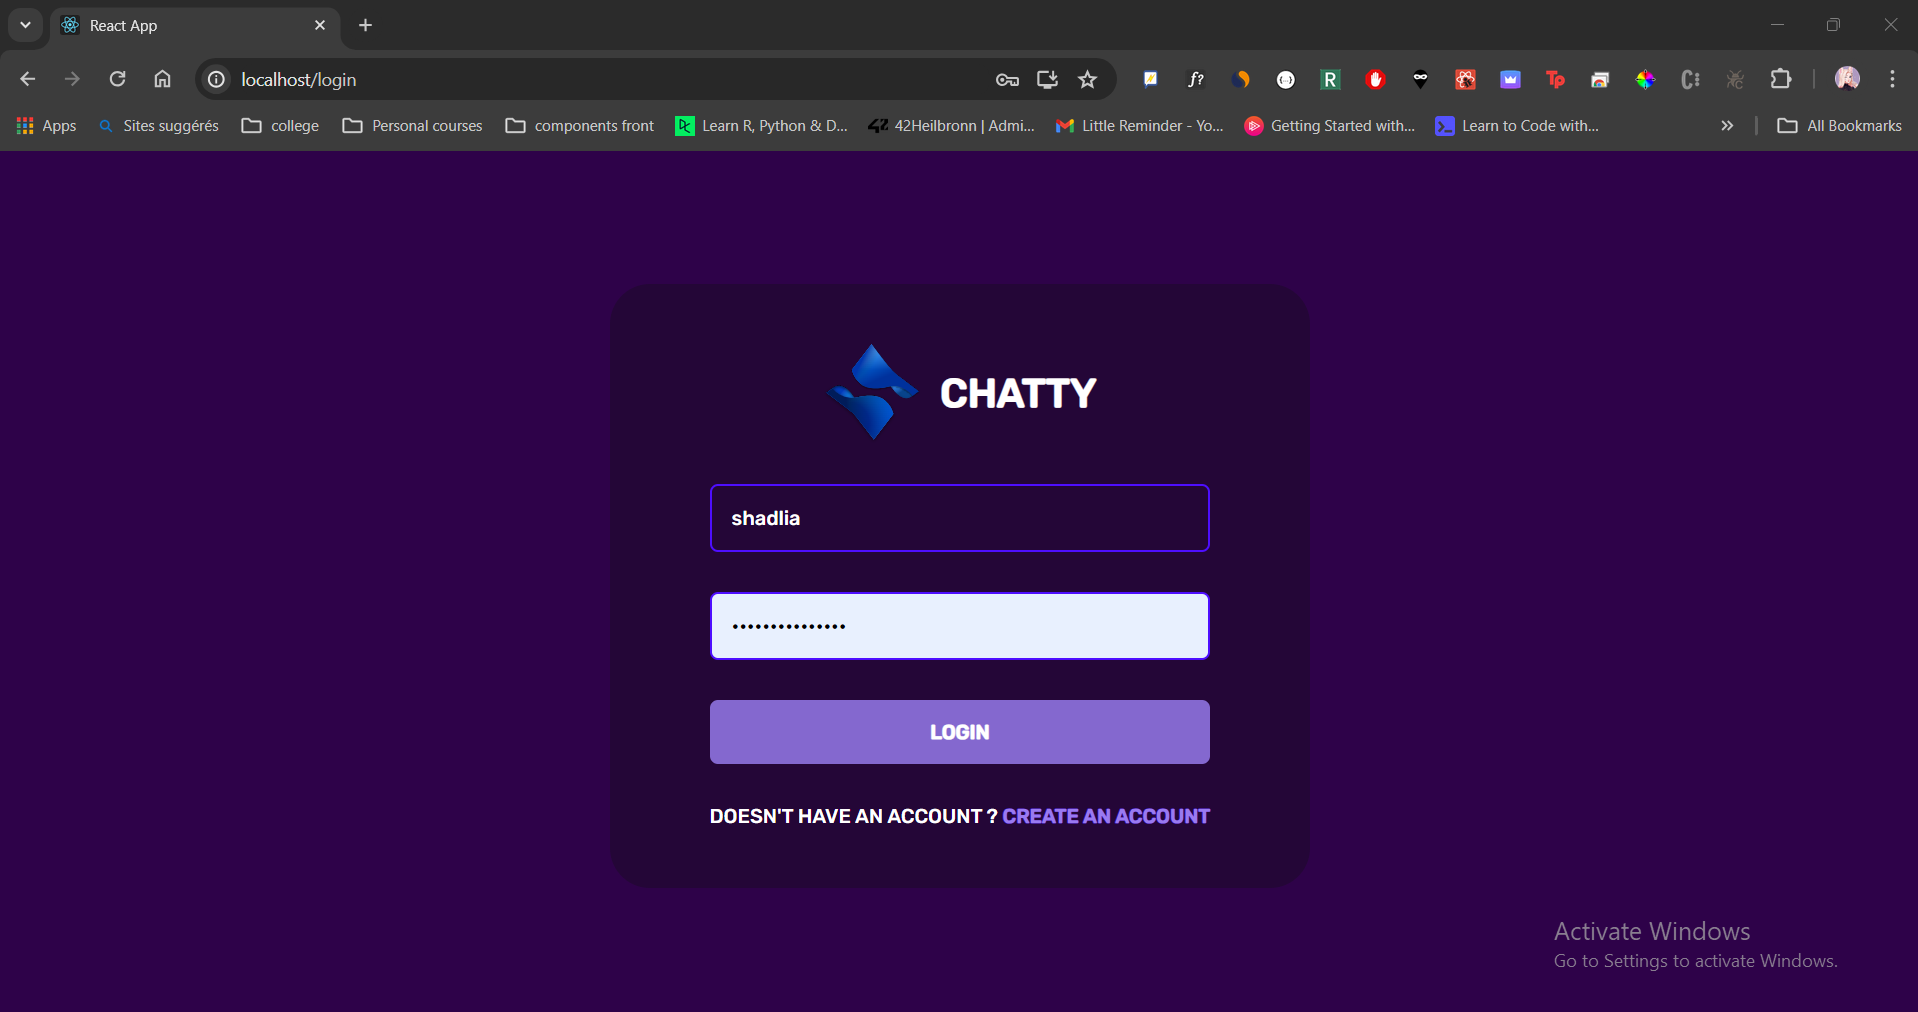 React App
localhost/login
f?
R
Tp
Apps
Sites suggérés
college
Personal courses
components front
Learn R, Python & D...
42Heilbronn | Admi...
Little Reminder - Yo...
Getting Started with...
Learn to Code with...
All Bookmarks
CHATTY
shadlia
•••••••••••••••
LOGIN
DOESN'T HAVE AN ACCOUNT ? CREATE AN ACCOUNT
Activate Windows
Go to Settings to activate Windows.